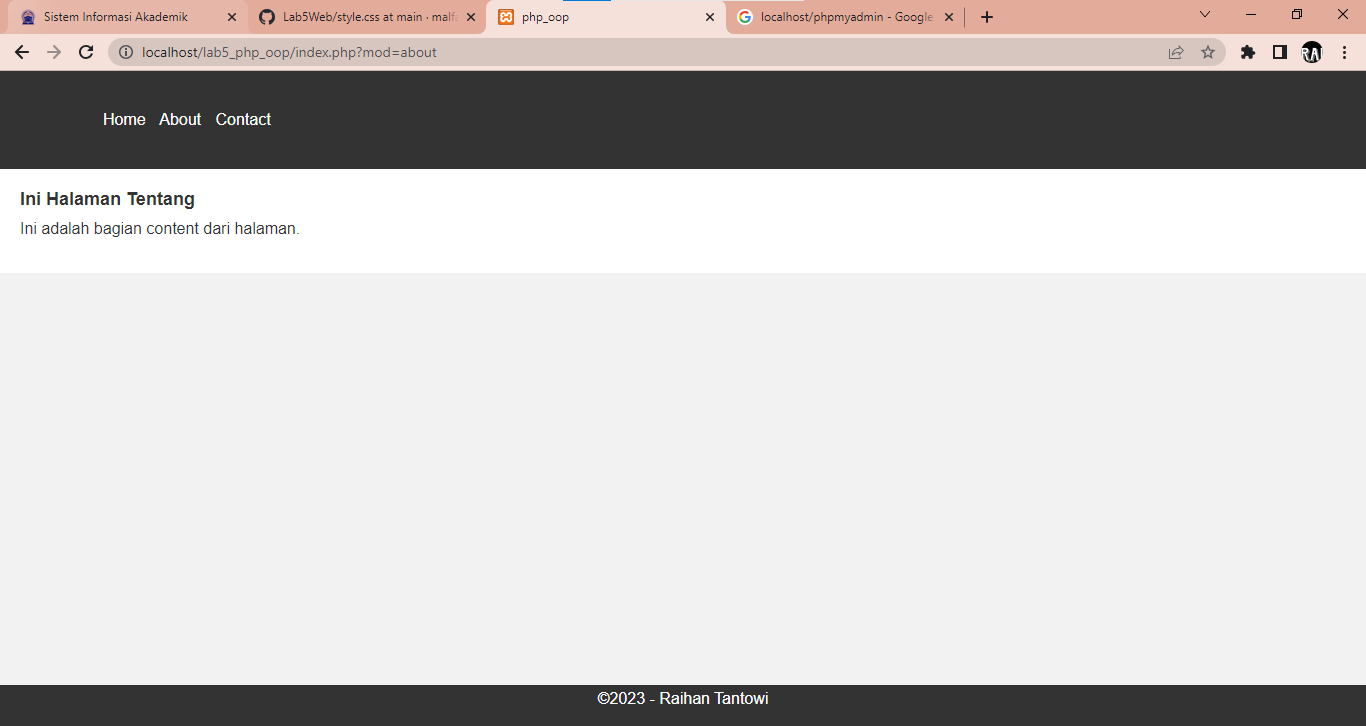 Sistem Informasi Akademik
Lab5Web/style.css at main · malf
php_oop
localhost/phpmyadmin - Google
localhost/lab5_php_oop/index.php?mod=about
RAI
Home About Contact
Ini Halaman Tentang
Ini adalah bagian content dari halaman.
©2023 - Raihan Tantowi